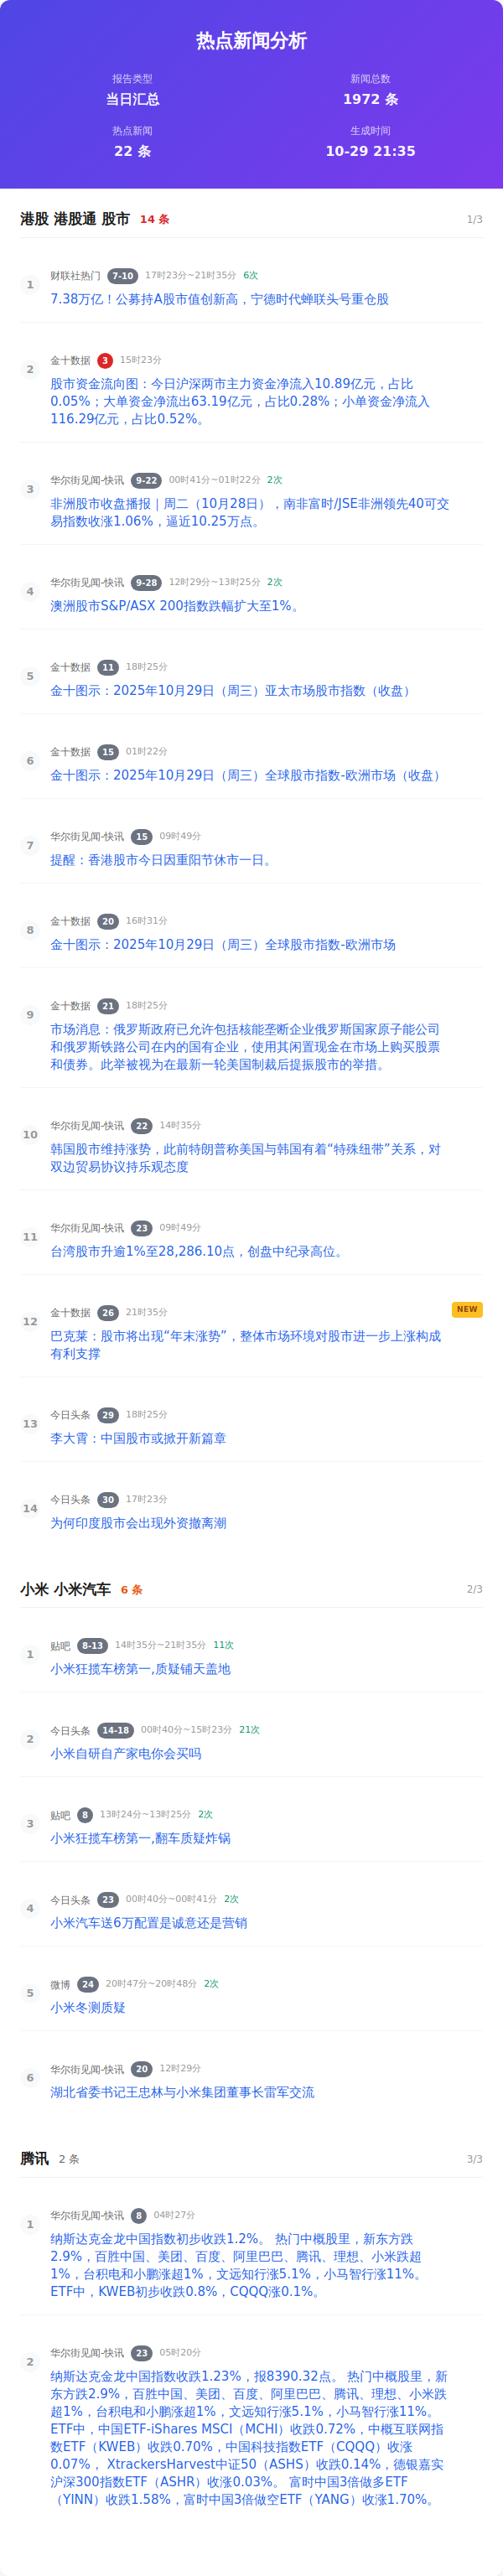 热点新闻分析
报告类型
当日汇总
新闻总数
1972 条
热点新闻
22 条
生成时间
10-29 21:35
港股 港股通 股市 14 条 1/3
1
财联社热门 7-10 17时23分~21时35分 6次
7.38万亿！公募持A股市值创新高，宁德时代蝉联头号重仓股
2
金十数据 3 15时23分
股市资金流向图：今日沪深两市主力资金净流入10.89亿元，占比
0.05%；大单资金净流出63.19亿元，占比0.28%；小单资金净流入
116.29亿元，占比0.52%。
3
华尔街见闻-快讯 9-22 00时41分~01时22分 2次
非洲股市收盘播报｜周二（10月28日），南非富时/JSE非洲领先40可交
易指数收涨1.06%，逼近10.25万点。
4
华尔街见闻-快讯 9-28 12时29分~13时25分 2次
澳洲股市S&P/ASX 200指数跌幅扩大至1%。
5
金十数据 11 18时25分
金十图示：2025年10月29日（周三）亚太市场股市指数（收盘）
6
金十数据 15 01时22分
金十图示：2025年10月29日（周三）全球股市指数-欧洲市场（收盘）
7
华尔街见闻-快讯 15 09时49分
提醒：香港股市今日因重阳节休市一日。
8
金十数据 20 16时31分
金十图示：2025年10月29日（周三）全球股市指数-欧洲市场
9
金十数据 21 18时25分
市场消息：俄罗斯政府已允许包括核能垄断企业俄罗斯国家原子能公司
和俄罗斯铁路公司在内的国有企业，使用其闲置现金在市场上购买股票
和债券。此举被视为在最新一轮美国制裁后提振股市的举措。
10
华尔街见闻-快讯 22 14时35分
韩国股市维持涨势，此前特朗普称美国与韩国有着“特殊纽带”关系，对
双边贸易协议持乐观态度
11
华尔街见闻-快讯 23 09时49分
台湾股市升逾1%至28,286.10点，创盘中纪录高位。
12
金十数据 26 21时35分 NEW
巴克莱：股市将出现“年末涨势”，整体市场环境对股市进一步上涨构成
有利支撑
13
今日头条 29 18时25分
李大霄：中国股市或掀开新篇章
14
今日头条 30 17时23分
为何印度股市会出现外资撤离潮
小米 小米汽车 6 条 2/3
1
贴吧 8-13 14时35分~21时35分 11次
小米狂揽车榜第一,质疑铺天盖地
2
今日头条 14-18 00时40分~15时23分 21次
小米自研自产家电你会买吗
3
贴吧 8 13时24分~13时25分 2次
小米狂揽车榜第一,翻车质疑炸锅
4
今日头条 23 00时40分~00时41分 2次
小米汽车送6万配置是诚意还是营销
5
微博 24 20时47分~20时48分 2次
小米冬测质疑
6
华尔街见闻-快讯 20 12时29分
湖北省委书记王忠林与小米集团董事长雷军交流
腾讯 2 条 3/3
1
华尔街见闻-快讯 8 04时27分
纳斯达克金龙中国指数初步收跌1.2%。 热门中概股里，新东方跌
2.9%，百胜中国、美团、百度、阿里巴巴、腾讯、理想、小米跌超
1%，台积电和小鹏涨超1%，文远知行涨5.1%，小马智行涨11%。
ETF中，KWEB初步收跌0.8%，CQQQ涨0.1%。
2
华尔街见闻-快讯 23 05时20分
纳斯达克金龙中国指数收跌1.23%，报8390.32点。 热门中概股里，新
东方跌2.9%，百胜中国、美团、百度、阿里巴巴、腾讯、理想、小米跌
超1%，台积电和小鹏涨超1%，文远知行涨5.1%，小马智行涨11%。
ETF中，中国ETF-iShares MSCI（MCHI）收跌0.72%，中概互联网指
数ETF（KWEB）收跌0.70%，中国科技指数ETF（CQQQ）收涨
0.07%， XtrackersHarvest中证50（ASHS）收跌0.14%，德银嘉实
沪深300指数ETF（ASHR）收涨0.03%。 富时中国3倍做多ETF
（YINN）收跌1.58%，富时中国3倍做空ETF（YANG）收涨1.70%。